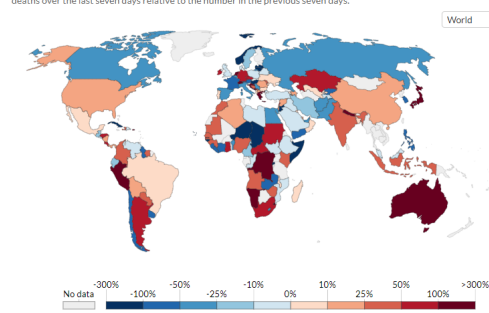 deaths over the last seven days relative to the number in the previous seven days.
World
-300% -50% -10% 10% 50% >300%
No data -100% -25% 0% 25% 100%